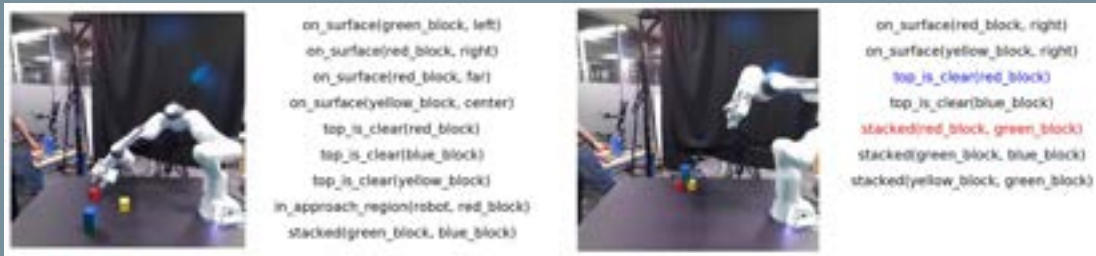 on_surface(green_block, left)
on_surface(red_block, right)
on_surface(red_block, far)
on_surface(yellow_block, center)
top_is_clear(red_block)
top_is_clear(blue_block)
top_is_clear(yellow_block)
in_approach_region(robot, red_block)
stacked(green_block, blue_block)
on_surface(red_block, right)
on_surface(yellow_block, right)
top_is_clear(red_block)
top_is_clear(blue_block)
stacked(red_block, green_block)
stacked(green_block, blue_block)
stacked(yellow_block, green_block)